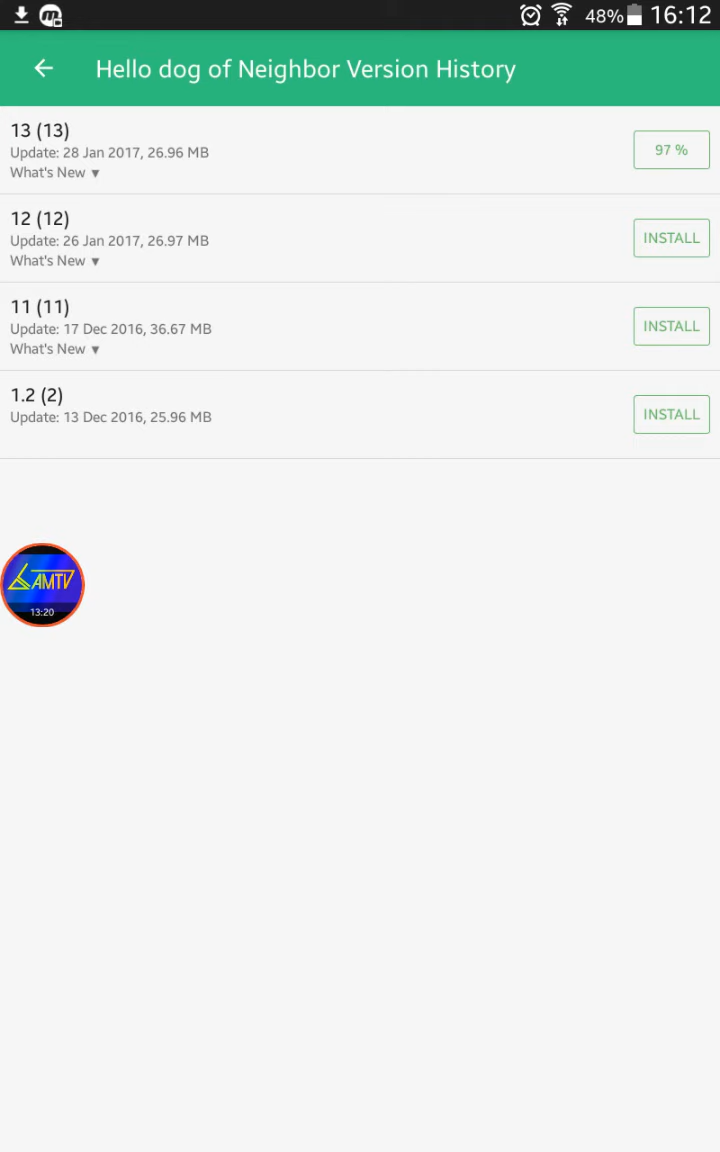 48% 16:12
Hello dog of Neighbor Version History
13 (13)
Update: 28 Jan 2017, 26.96 MB
What's New ▼
97 %
12 (12)
Update: 26 Jan 2017, 26.97 MB
What's New ▼
INSTALL
11 (11)
Update: 17 Dec 2016, 36.67 MB
What's New ▼
INSTALL
1.2 (2)
Update: 13 Dec 2016, 25.96 MB
INSTALL
AMTV
13:20